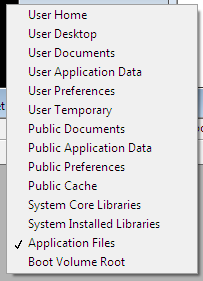 User Home
User Desktop
User Documents
User Application Data
User Preferences
User Temporary
Public Documents
Public Application Data
Public Preferences
Public Cache
System Core Libraries
System Installed Libraries
✓ Application Files
Boot Volume Root